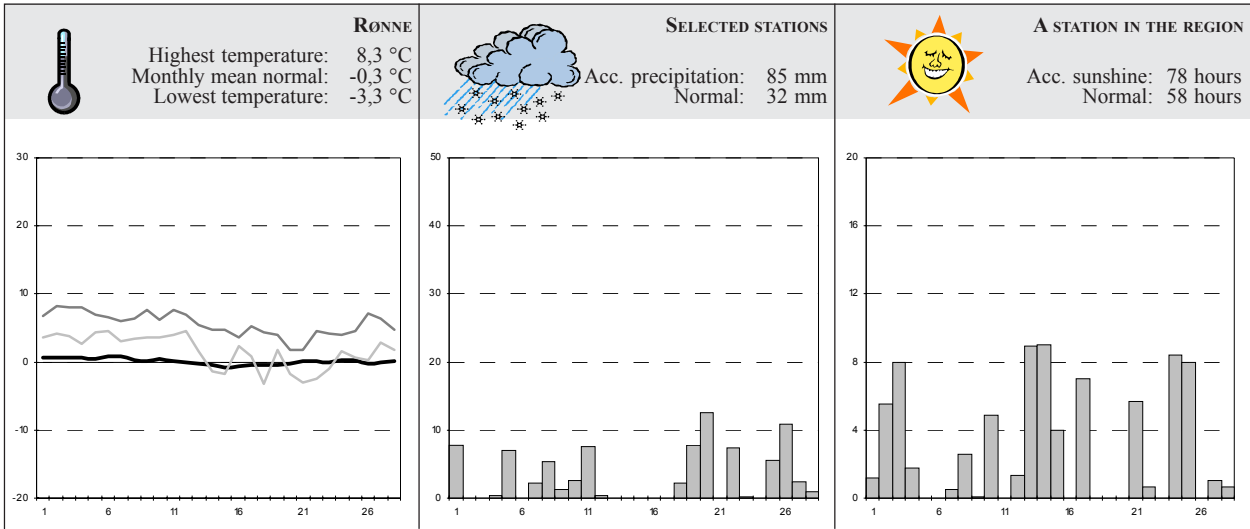 RØNNE
Highest temperature: 8,3 °C
Monthly mean normal: -0,3 °C
Lowest temperature: -3,3 °C
SELECTED STATIONS
Acc. precipitation: 85 mm
Normal: 32 mm
A STATION IN THE REGION
Acc. sunshine: 78 hours
Normal: 58 hours
30
20
10
0
-10
-20
1 6 11 16 21 26
50
40
30
20
10
0
1 6 11 16 21 26
20
16
12
8
4
0
1 6 11 16 21 26